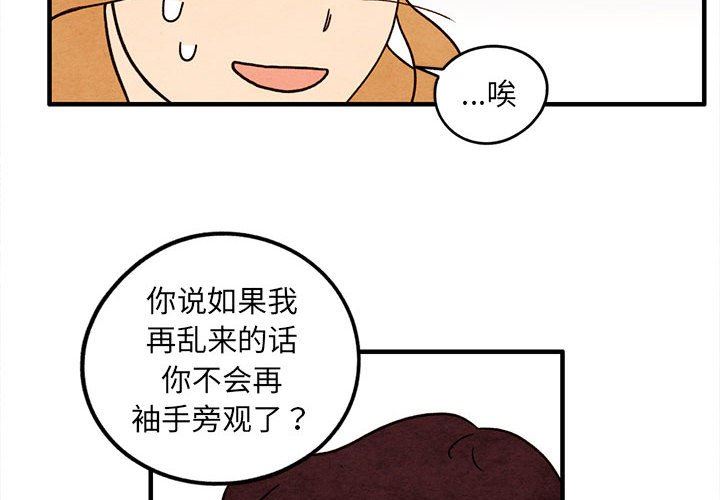 ...唉
你说如果我
再乱来的话
你不会再
袖手旁观了？